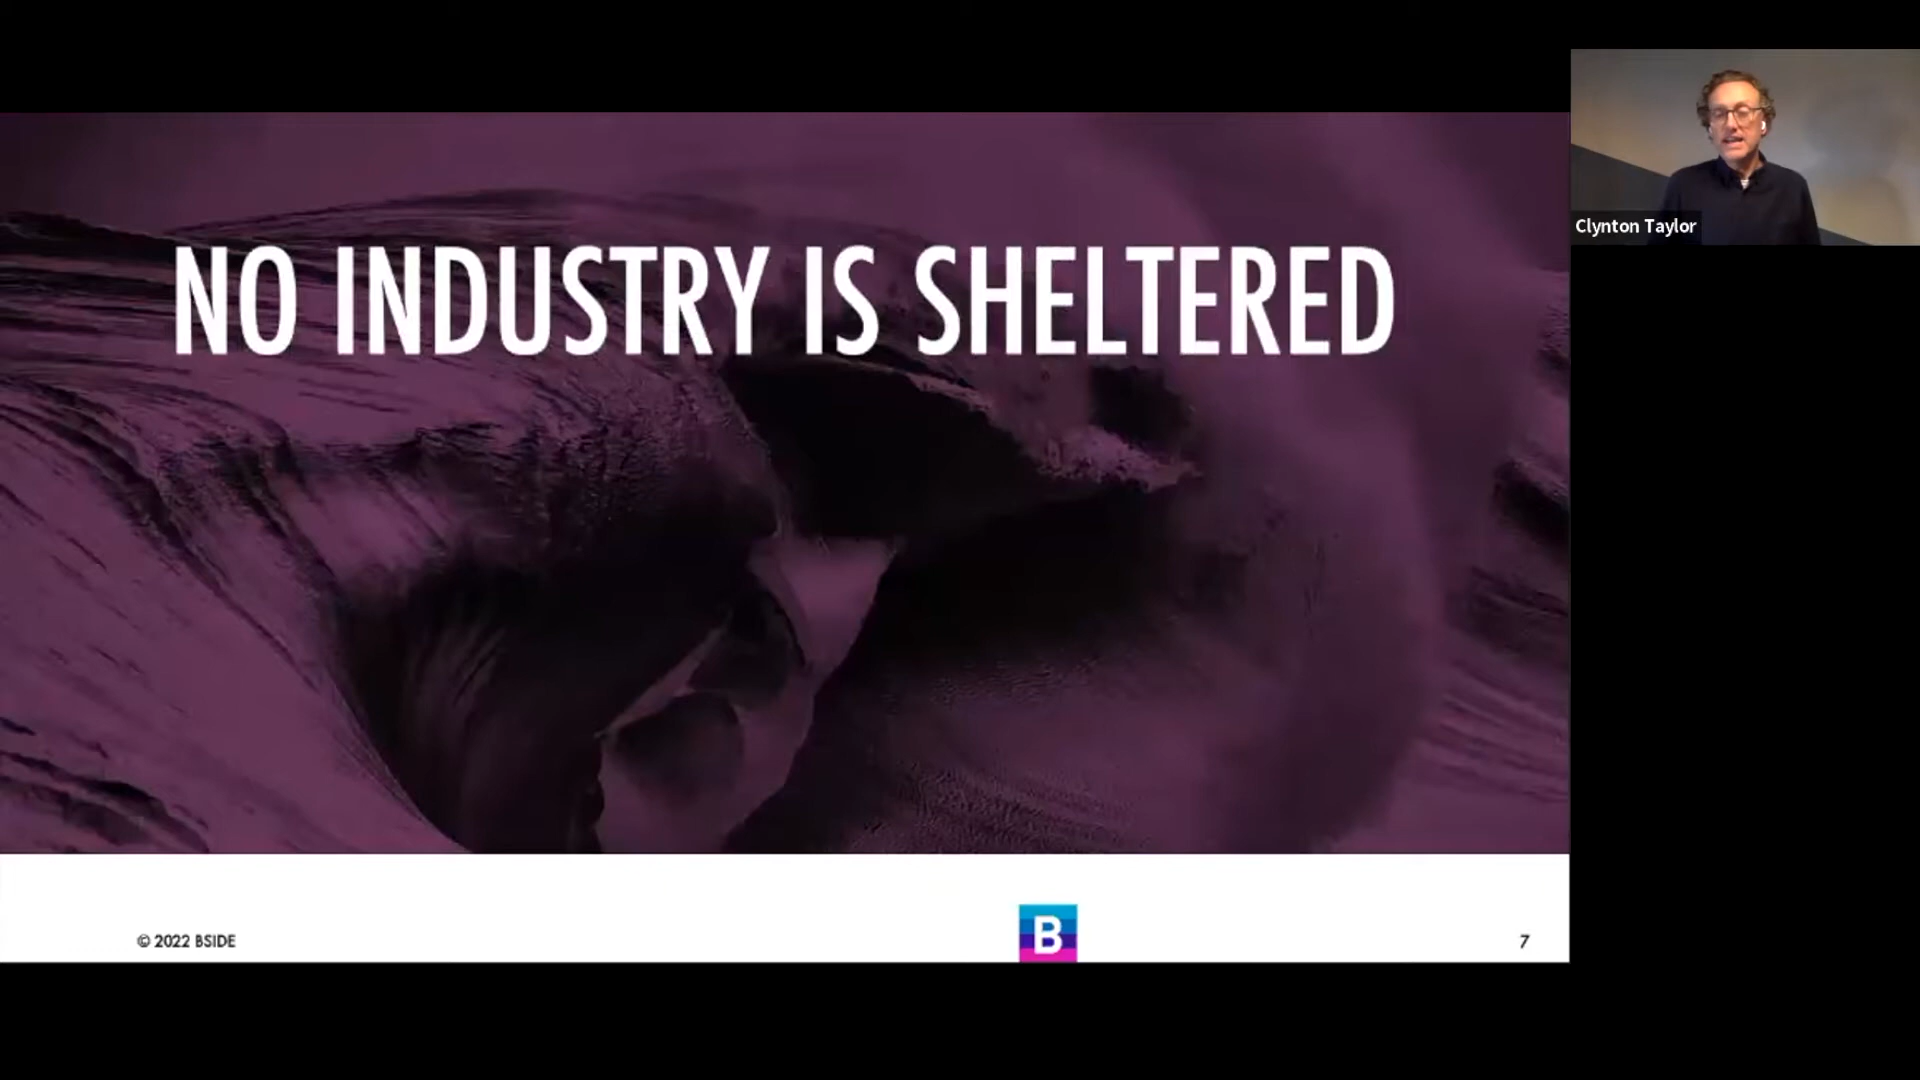 NO INDUSTRY IS SHELTERED
Clynton Taylor
© 2022 BSIDE
B
7